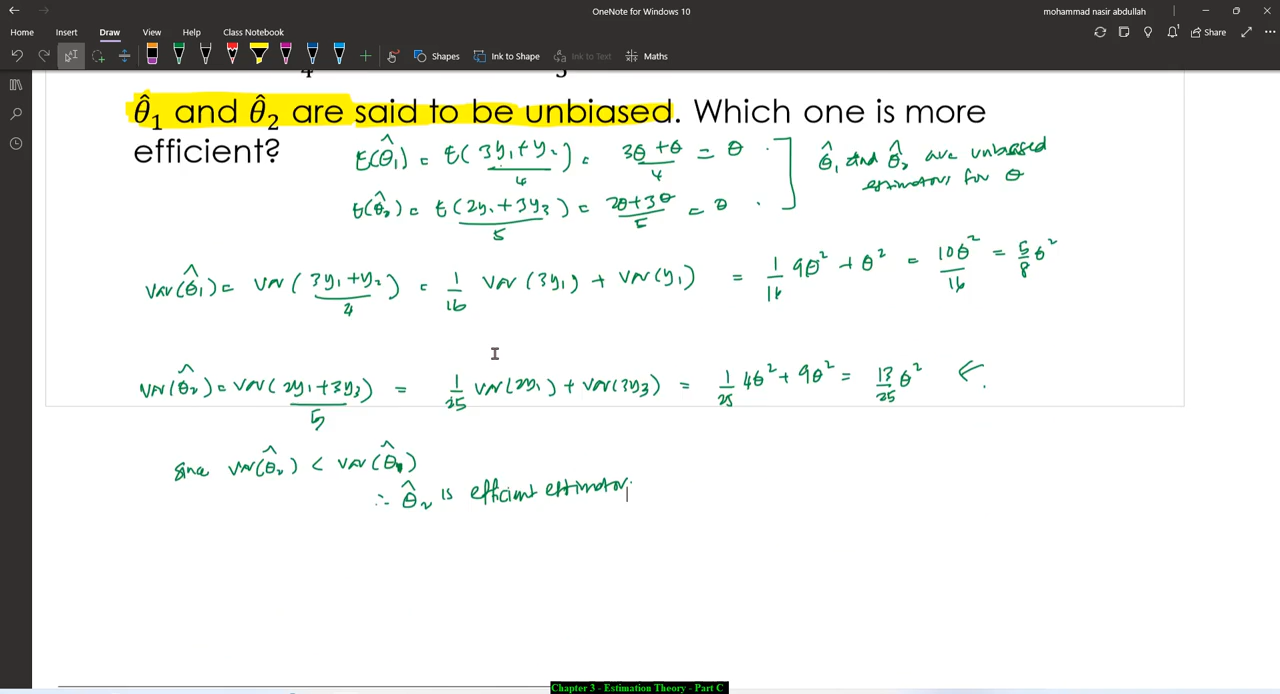 OneNote for Windows 10
mohammad nasir abdullah
Home Insert Draw View Help Class Notebook Share
Shapes Ink to Shape Ink to Text Maths
4 5
θ̂₁ and θ̂₂ are said to be unbiased. Which one is more
efficient?
E(θ̂₁) = E(3y₁+y₂)/4 = (3θ+θ)/4 = θ .
θ̂₁ and θ̂₂ are unbiased
estimators for θ
E(θ̂₂) = E(2y₁+3y₃)/5 = (2θ+3θ)/5 = θ .
Var(θ̂₁) = Var(3y₁+y₂)/4 = 1/16 Var(3y₁) + Var(y₁) = 1/16 9θ² + θ² = 10θ²/16 = 5/8 θ²
Var(θ̂₂) = Var(2y₁+3y₃)/5 = 1/25 Var(2y₁) + Var(3y₃) = 1/25 4θ² + 9θ² = 13/25 θ² ←
Since Var(θ̂₂) < Var(θ̂₁)
∴ θ̂₂ is efficient estimator.
Chapter 3 - Estimation Theory - Part C